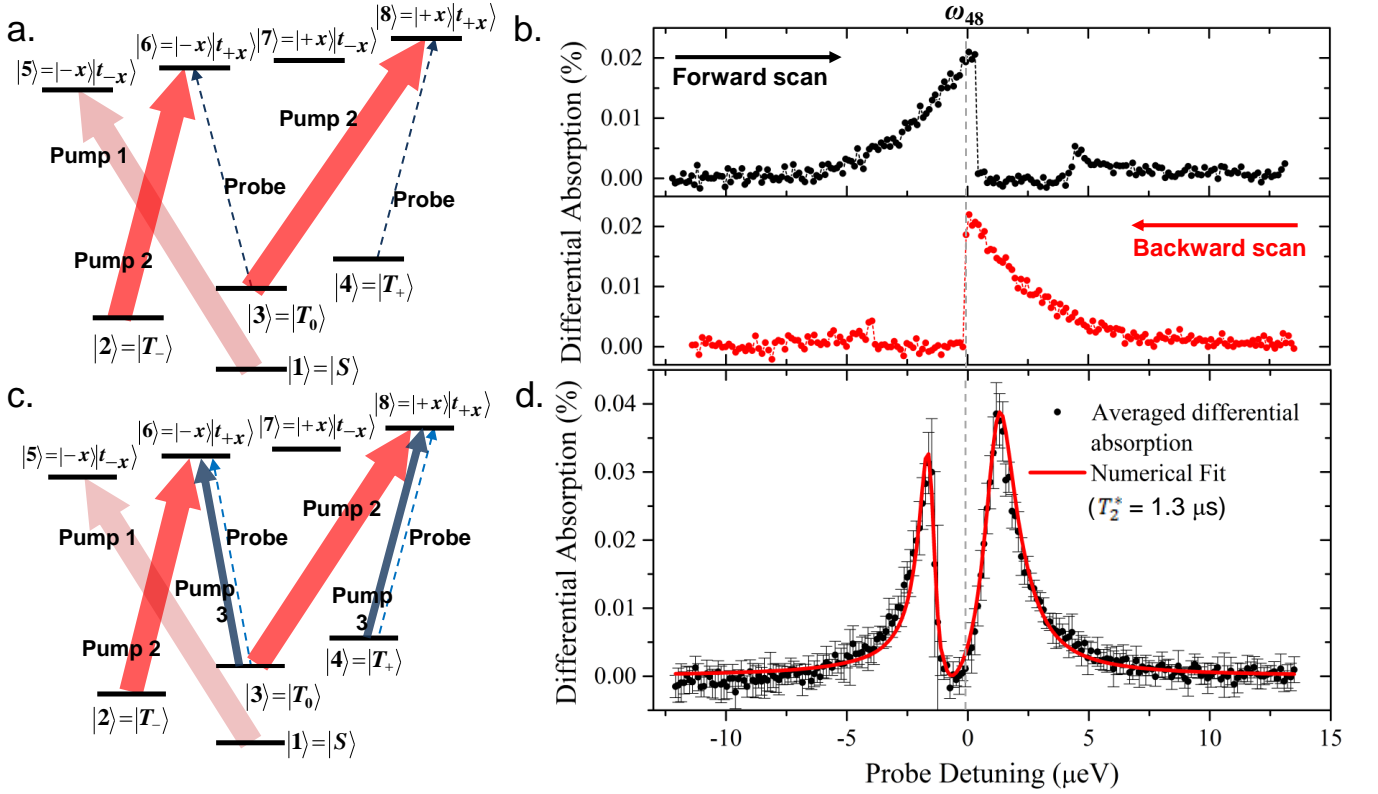 a.
|8⟩=|+x⟩|t₊ₓ⟩
|6⟩=|−x⟩|t₊ₓ⟩
|7⟩=|+x⟩|t₋ₓ⟩
|5⟩=|−x⟩|t₋ₓ⟩
Pump 2
Pump 1
Probe
Probe
Pump 2
|4⟩=|T₊⟩
|3⟩=|T₀⟩
|2⟩=|T₋⟩
|1⟩=|S⟩
b.
ω₄₈
Differential Absorption (%)
0.02
0.01
0.00
Forward scan
0.02
0.01
0.00
Backward scan
c.
|8⟩=|+x⟩|t₊ₓ⟩
|6⟩=|−x⟩|t₊ₓ⟩
|7⟩=|+x⟩|t₋ₓ⟩
|5⟩=|−x⟩|t₋ₓ⟩
Pump 2
Pump 1
Probe
Probe
Pump
3
Pump
3
Pump 2
|4⟩=|T₊⟩
|3⟩=|T₀⟩
|2⟩=|T₋⟩
|1⟩=|S⟩
d.
Differential Absorption (%)
0.04
0.03
0.02
0.01
0.00
Averaged differential
absorption
Numerical Fit
(T₂* = 1.3 μs)
-10
-5
0
5
10
15
Probe Detuning (μeV)